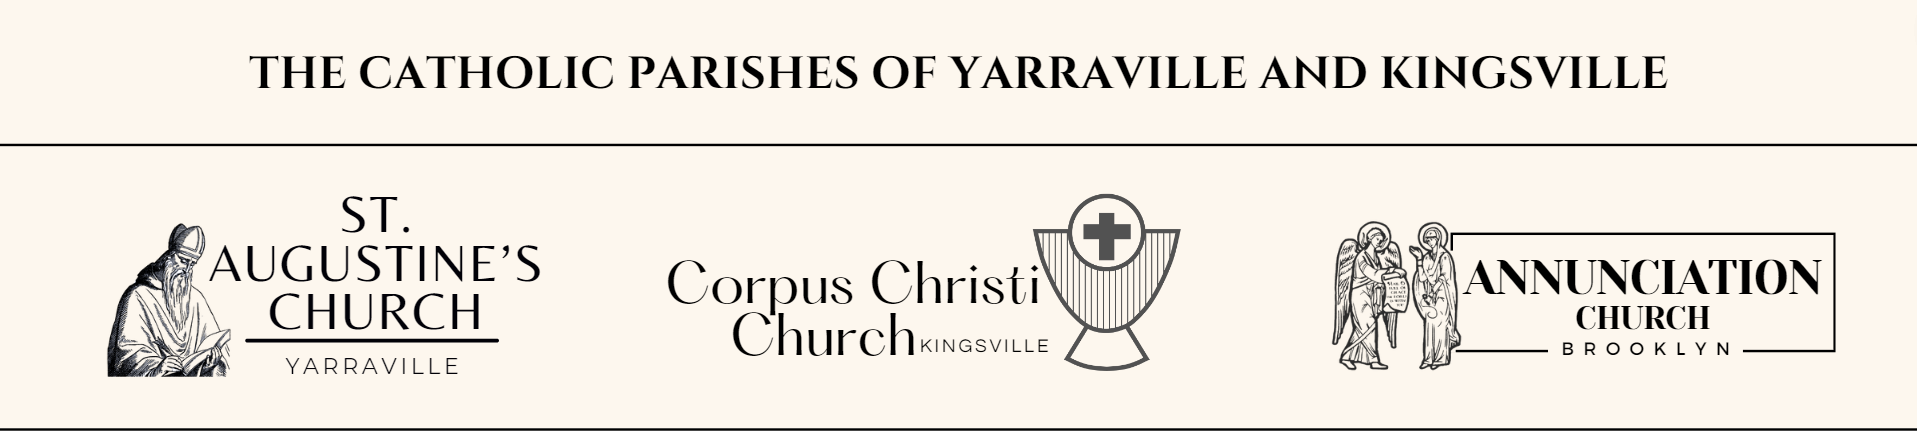 THE CATHOLIC PARISHES OF YARRAVILLE AND KINGSVILLE
ST.
AUGUSTINE'S
CHURCH
YARRAVILLE
Corpus Christi
Church KINGSVILLE
ANNUNCIATION
CHURCH
BROOKLYN